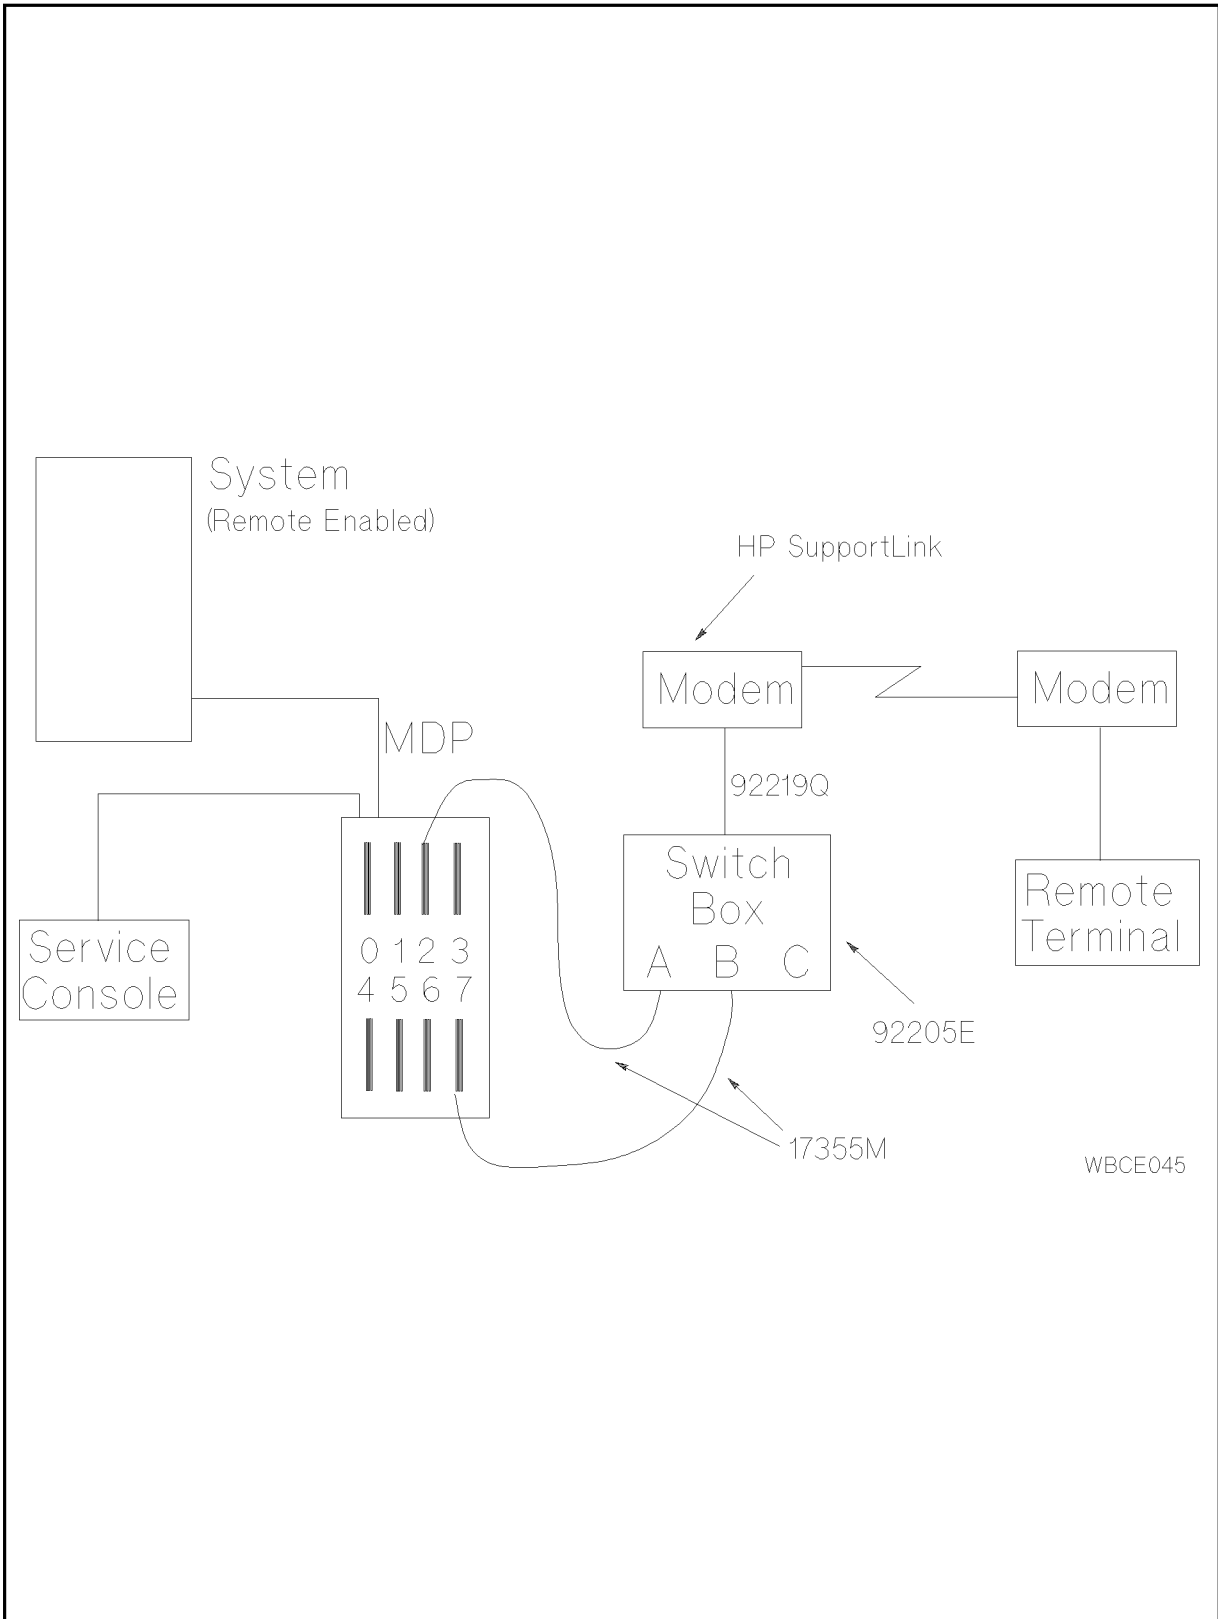 System
(Remote Enabled)
HP SupportLink
Modem
Modem
MDP
92219Q
Switch
Box
A B C
Remote
Terminal
Service
Console
0 1 2 3
4 5 6 7
92205E
17355M
WBCE045